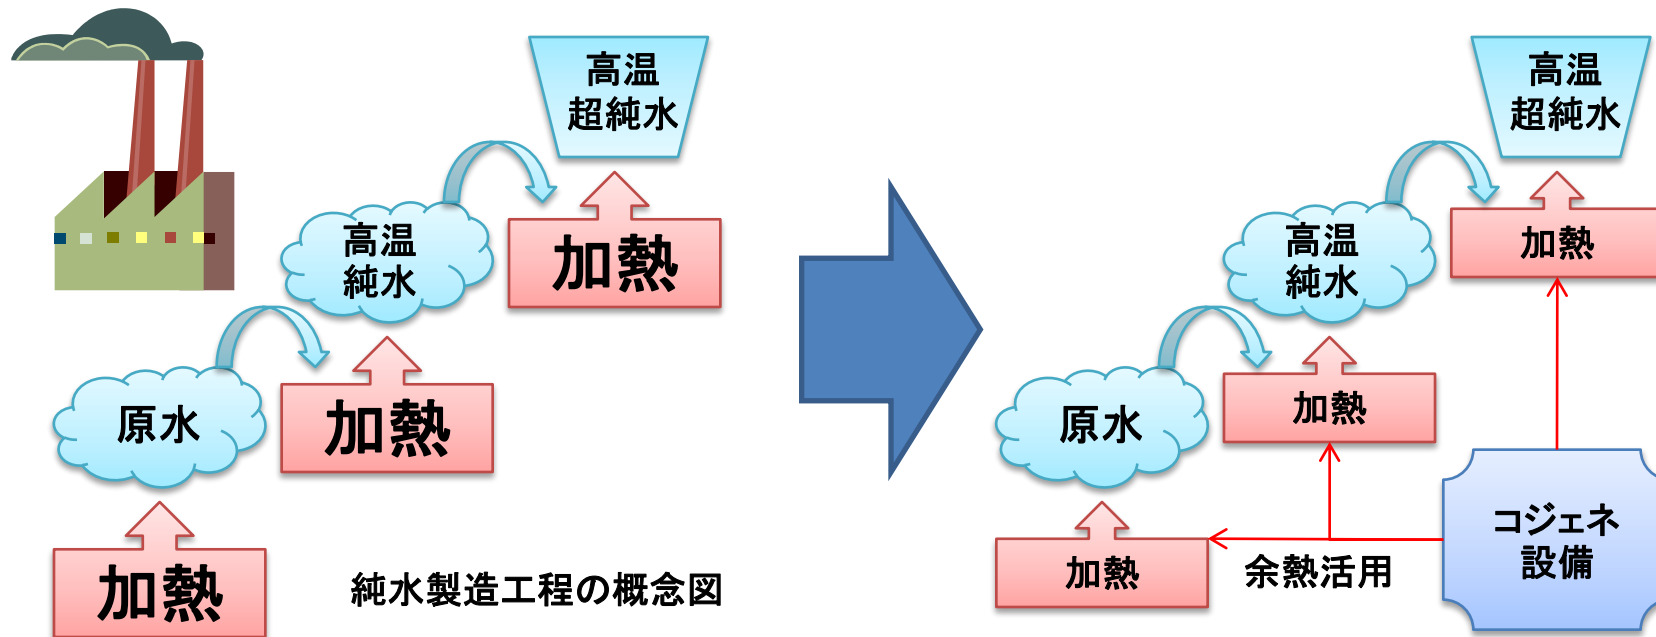 高温
超純水
高温
純水
加熱
原水
加熱
加熱
純水製造工程の概念図
高温
超純水
高温
純水
加熱
原水
加熱
加熱
余熱活用
コジェネ
設備